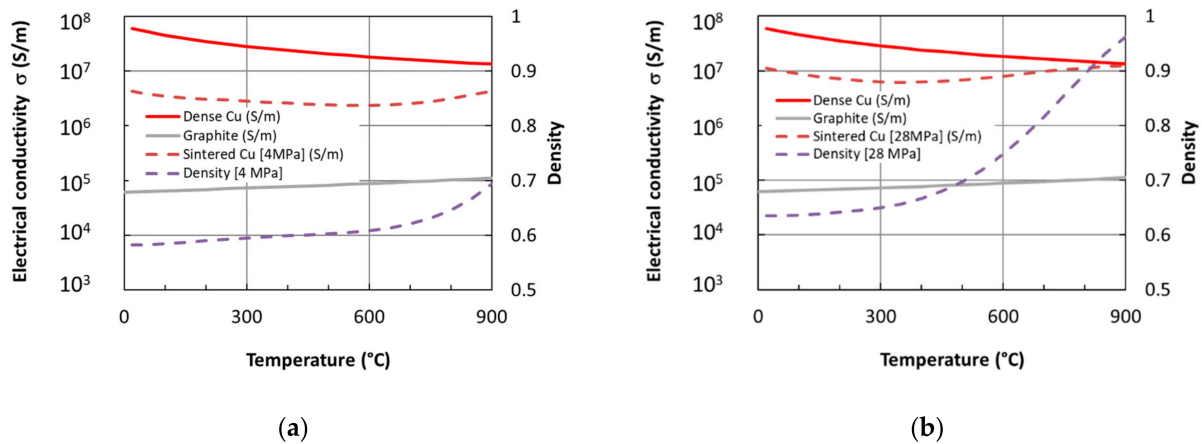 Electrical conductivity σ (S/m)
10⁸
10⁷
10⁶
10⁵
10⁴
10³
Dense Cu (S/m)
Graphite (S/m)
Sintered Cu [4MPa] (S/m)
Density [4 MPa]
1
0.9
0.8
0.7
0.6
0.5
Density
0
300
600
900
Temperature (°C)
(a)
Electrical conductivity σ (S/m)
10⁸
10⁷
10⁶
10⁵
10⁴
10³
Dense Cu (S/m)
Graphite (S/m)
Sintered Cu [28MPa] (S/m)
Density [28 MPa]
1
0.9
0.8
0.7
0.6
0.5
Density
0
300
600
900
Temperature (°C)
(b)